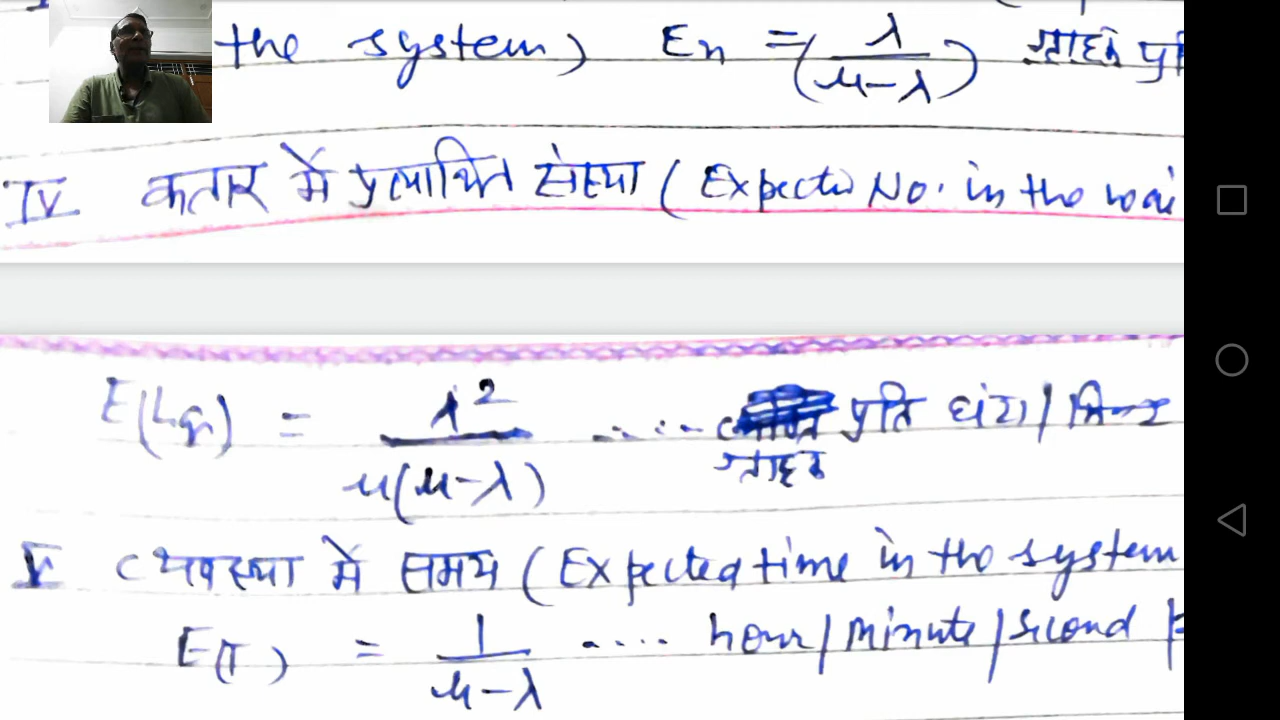 the system) En = (λ/(μ-λ)) ग्राहक
IV कतार में प्रत्याशित संख्या (Expected No. in the wai
E(Lq) = λ²/μ(μ-λ) .... प्रति घंटा/मिनट
ग्राहक
V व्यवस्था में समय (Expected time in the system
E(T) = 1/(μ-λ) .... hour/minute/second